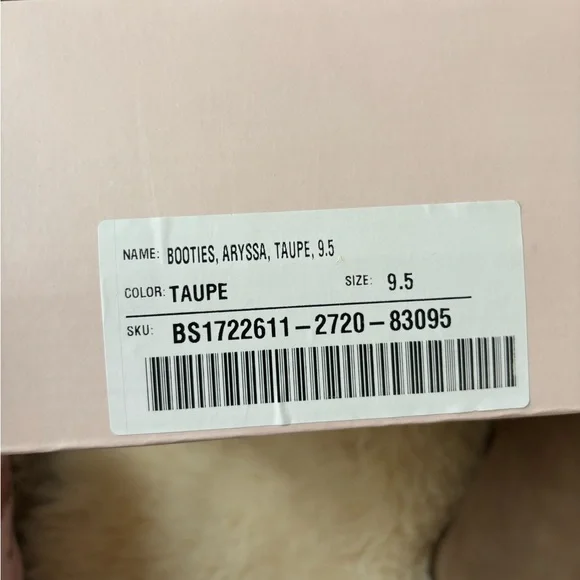 NAME: BOOTIES, ARYSSA, TAUPE, 9.5
COLOR: TAUPE SIZE: 9.5
SKU: BS1722611-2720-83095